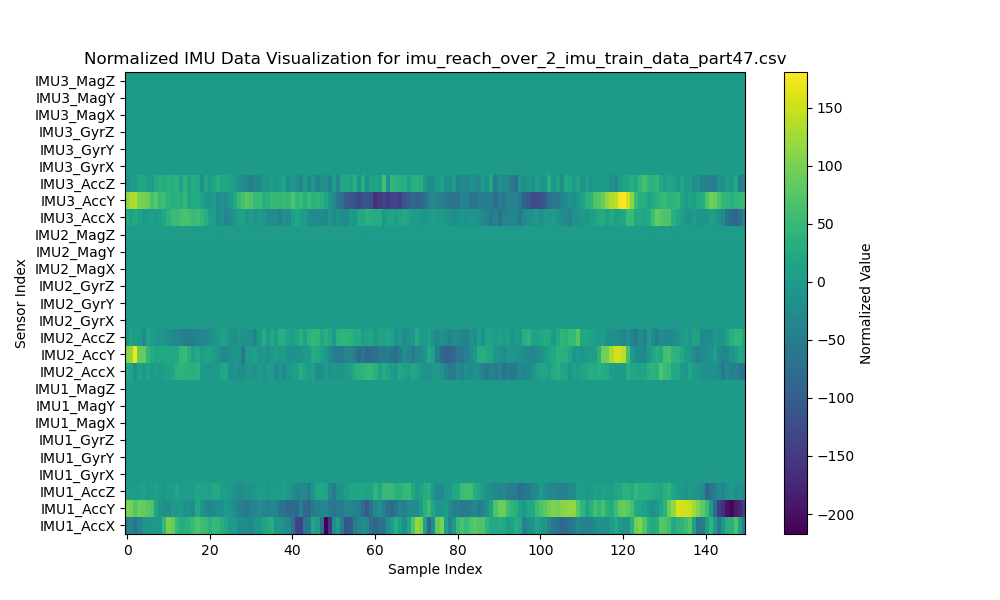 Normalized IMU Data Visualization for imu_reach_over_2_imu_train_data_part47.csv
IMU3_MagZ
IMU3_MagY
IMU3_MagX
IMU3_GyrZ
IMU3_GyrY
IMU3_GyrX
IMU3_AccZ
IMU3_AccY
IMU3_AccX
IMU2_MagZ
IMU2_MagY
IMU2_MagX
IMU2_GyrZ
IMU2_GyrY
IMU2_GyrX
IMU2_AccZ
IMU2_AccY
IMU2_AccX
IMU1_MagZ
IMU1_MagY
IMU1_MagX
IMU1_GyrZ
IMU1_GyrY
IMU1_GyrX
IMU1_AccZ
IMU1_AccY
IMU1_AccX
Sensor Index
0 20 40 60 80 100 120 140
Sample Index
150
100
50
0
−50
−100
−150
−200
Normalized Value